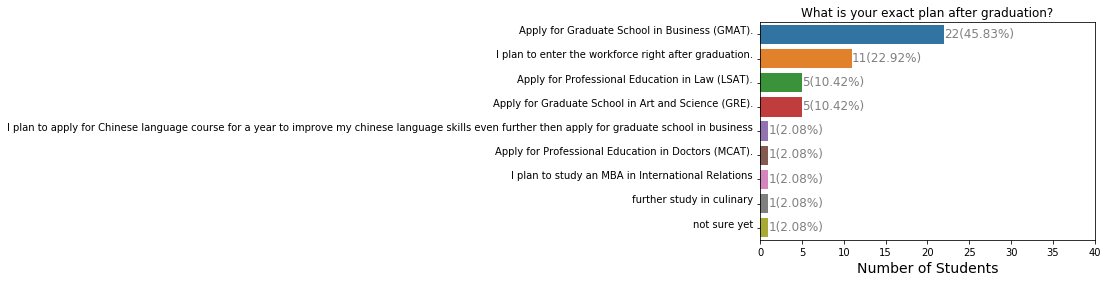 What is your exact plan after graduation?
Apply for Graduate School in Business (GMAT). 22(45.83%)
I plan to enter the workforce right after graduation. 11(22.92%)
Apply for Professional Education in Law (LSAT). 5(10.42%)
Apply for Graduate School in Art and Science (GRE). 5(10.42%)
I plan to apply for Chinese language course for a year to improve my chinese language skills even further then apply for graduate school in business 1(2.08%)
Apply for Professional Education in Doctors (MCAT). 1(2.08%)
I plan to study an MBA in International Relations 1(2.08%)
further study in culinary 1(2.08%)
not sure yet 1(2.08%)
0 5 10 15 20 25 30 35 40
Number of Students